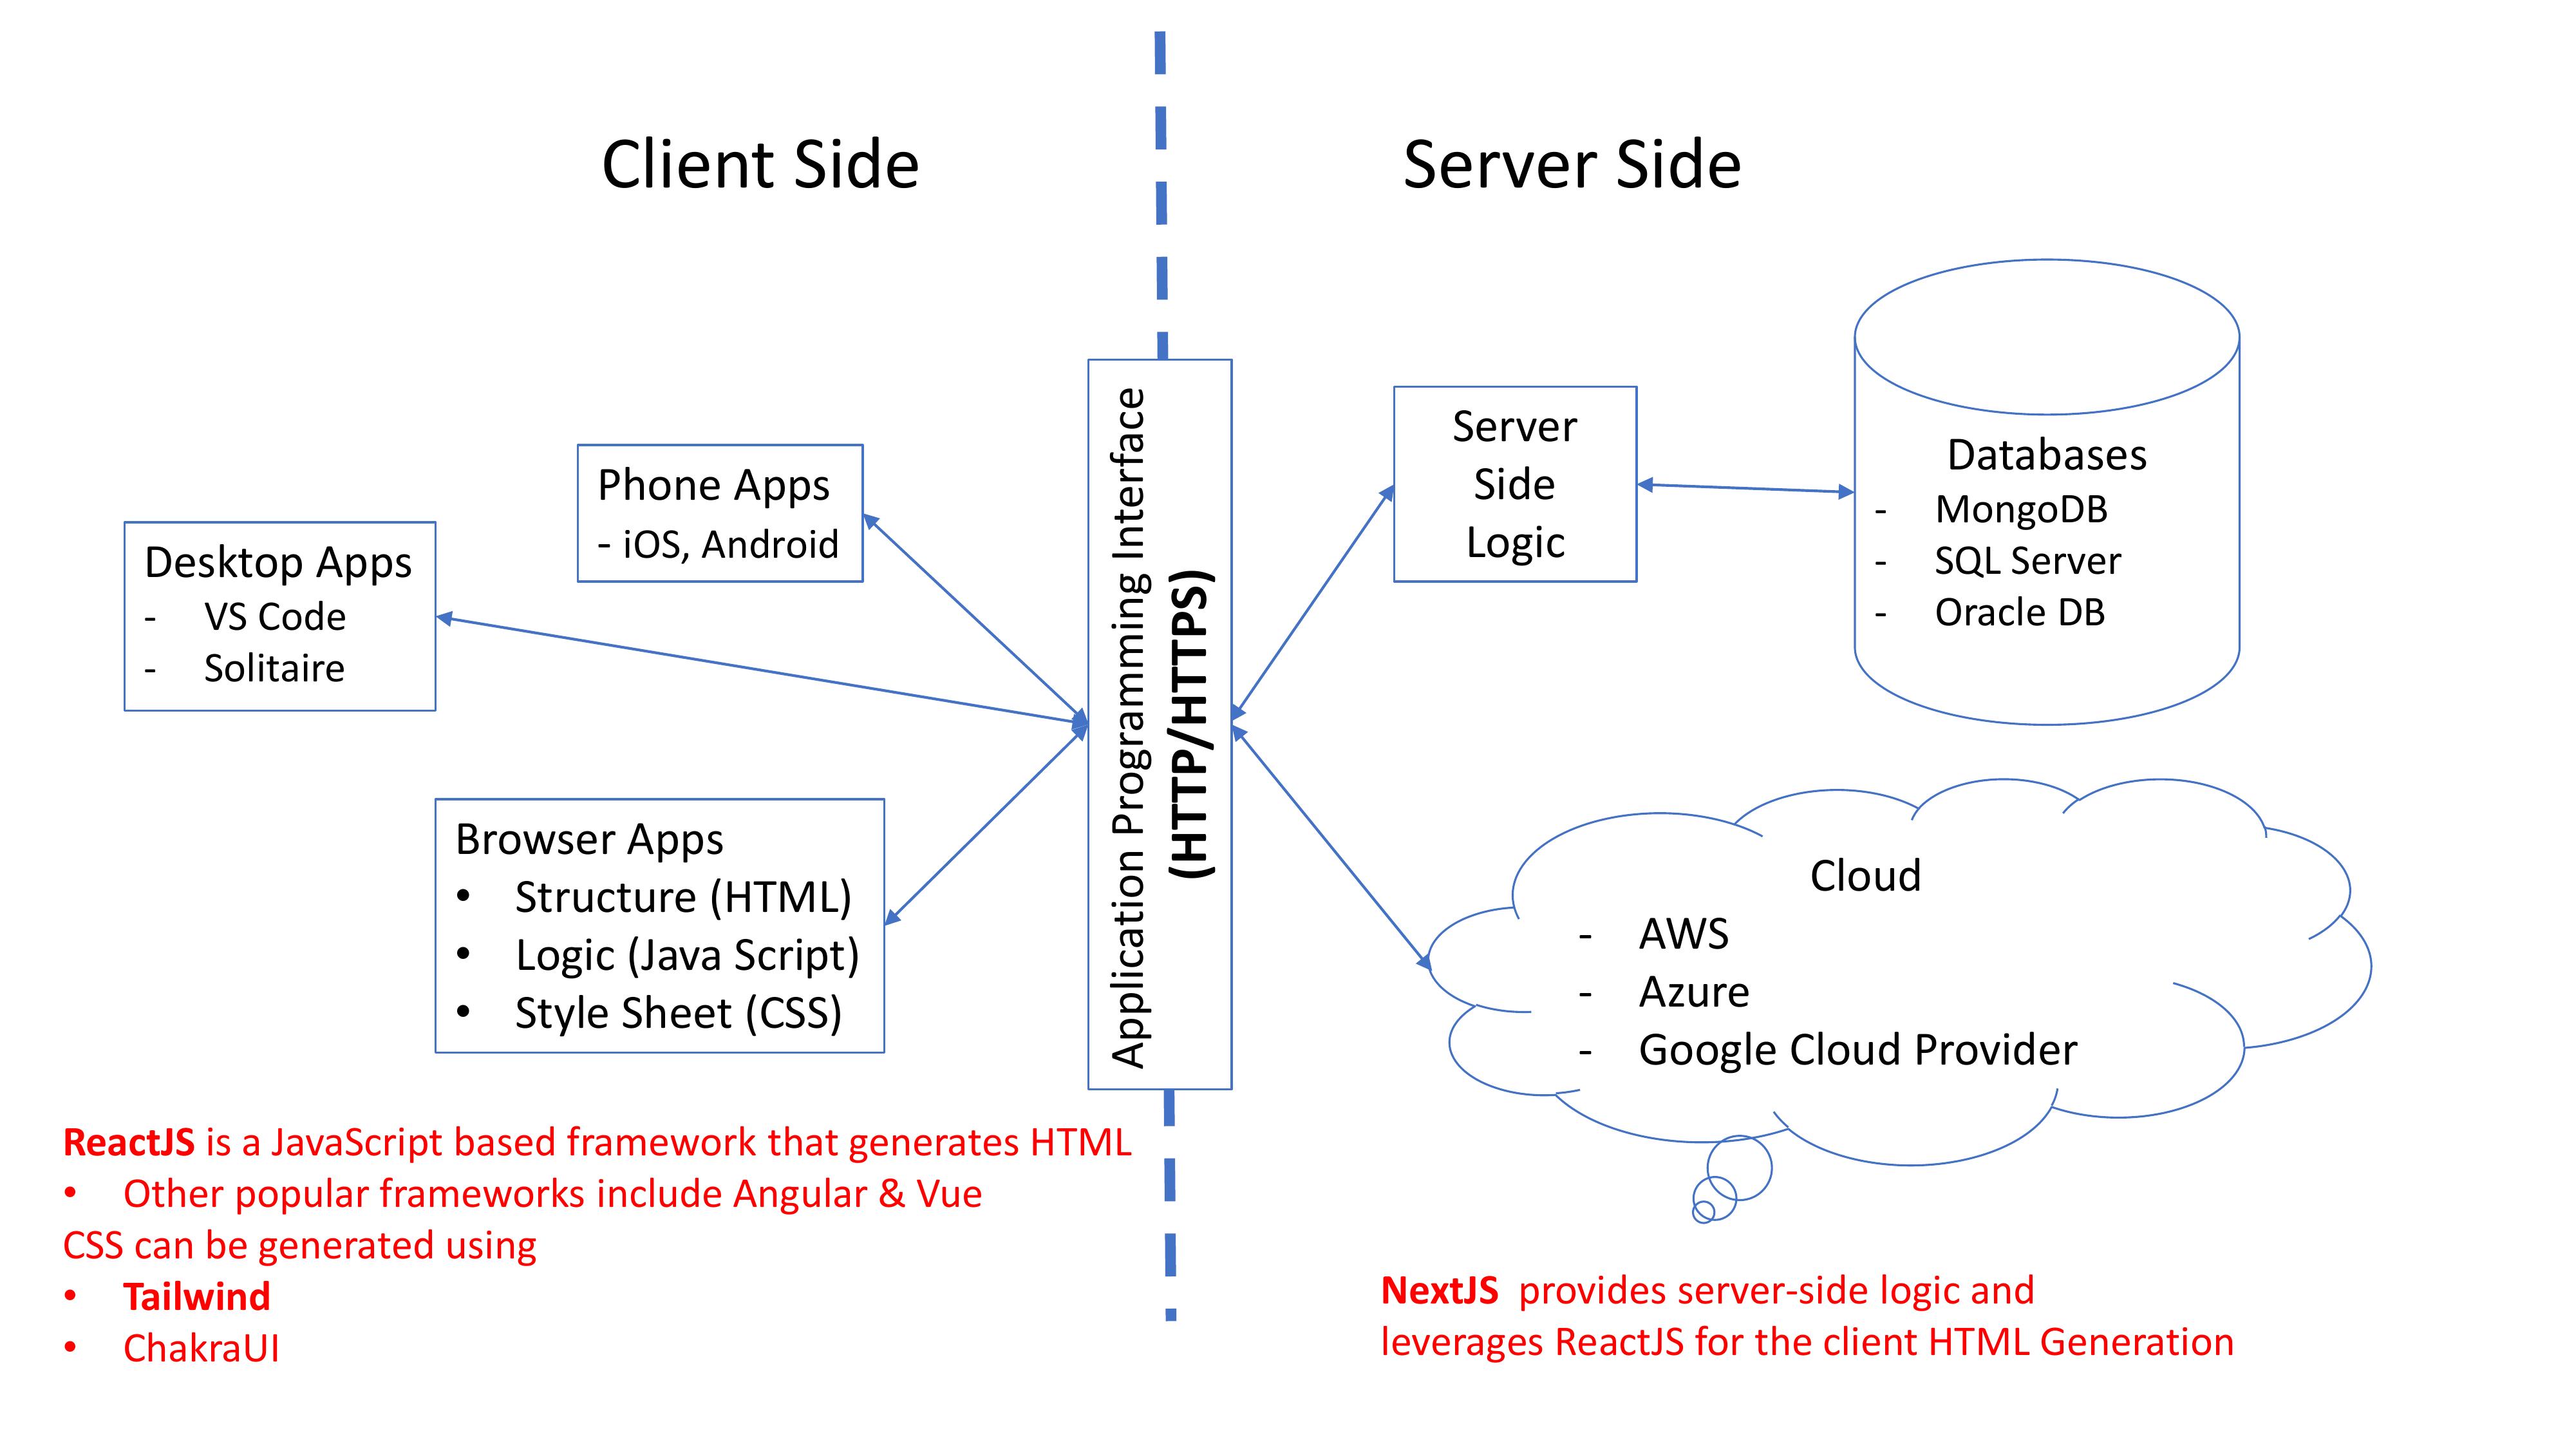 Client Side
Server Side
Desktop Apps
- VS Code
- Solitaire
Phone Apps
- iOS, Android
Browser Apps
• Structure (HTML)
• Logic (Java Script)
• Style Sheet (CSS)
Application Programming Interface
(HTTP/HTTPS)
Server
Side
Logic
Databases
- MongoDB
- SQL Server
- Oracle DB
Cloud
- AWS
- Azure
- Google Cloud Provider
ReactJS is a JavaScript based framework that generates HTML
• Other popular frameworks include Angular & Vue
CSS can be generated using
• Tailwind
• ChakraUI
NextJS provides server-side logic and
leverages ReactJS for the client HTML Generation